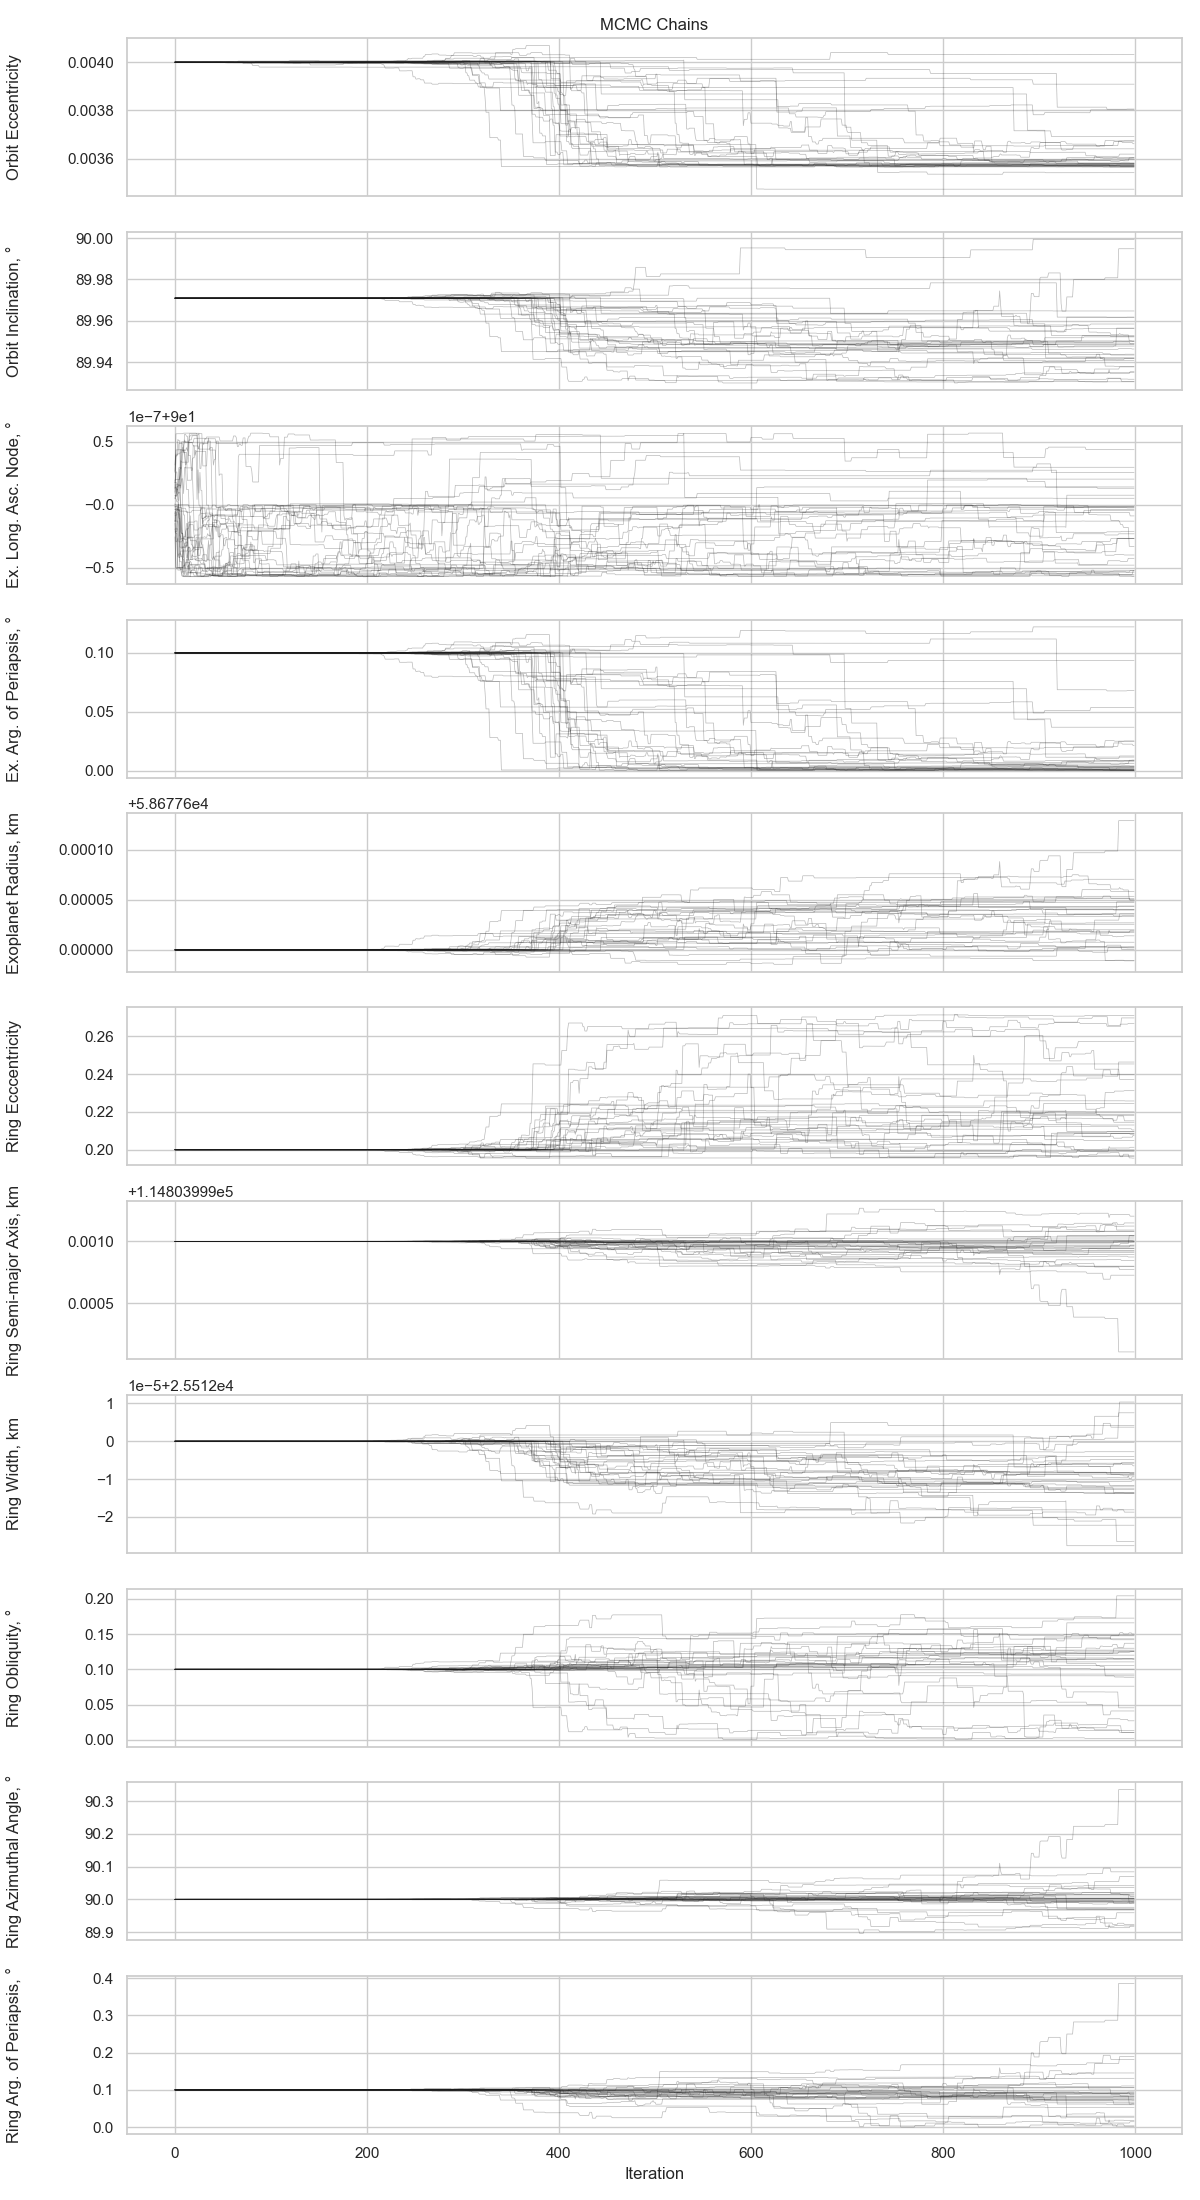 MCMC Chains
Orbit Eccentricity
0.0040
0.0038
0.0036
Orbit Inclination, °
90.00
89.98
89.96
89.94
Ex. Long. Asc. Node, °
1e−7+9e1
0.5
−0.0
−0.5
Ex. Arg. of Periapsis, °
0.10
0.05
0.00
Exoplanet Radius, km
+5.86776e4
0.00010
0.00005
0.00000
Ring Ecccentricity
0.26
0.24
0.22
0.20
Ring Semi-major Axis, km
+1.14803999e5
0.0010
0.0005
Ring Width, km
1e−5+2.5512e4
1
0
−1
−2
Ring Obliquity, °
0.20
0.15
0.10
0.05
0.00
Ring Azimuthal Angle, °
90.3
90.2
90.1
90.0
89.9
Ring Arg. of Periapsis, °
0.4
0.3
0.2
0.1
0.0
0 200 400 600 800 1000
Iteration